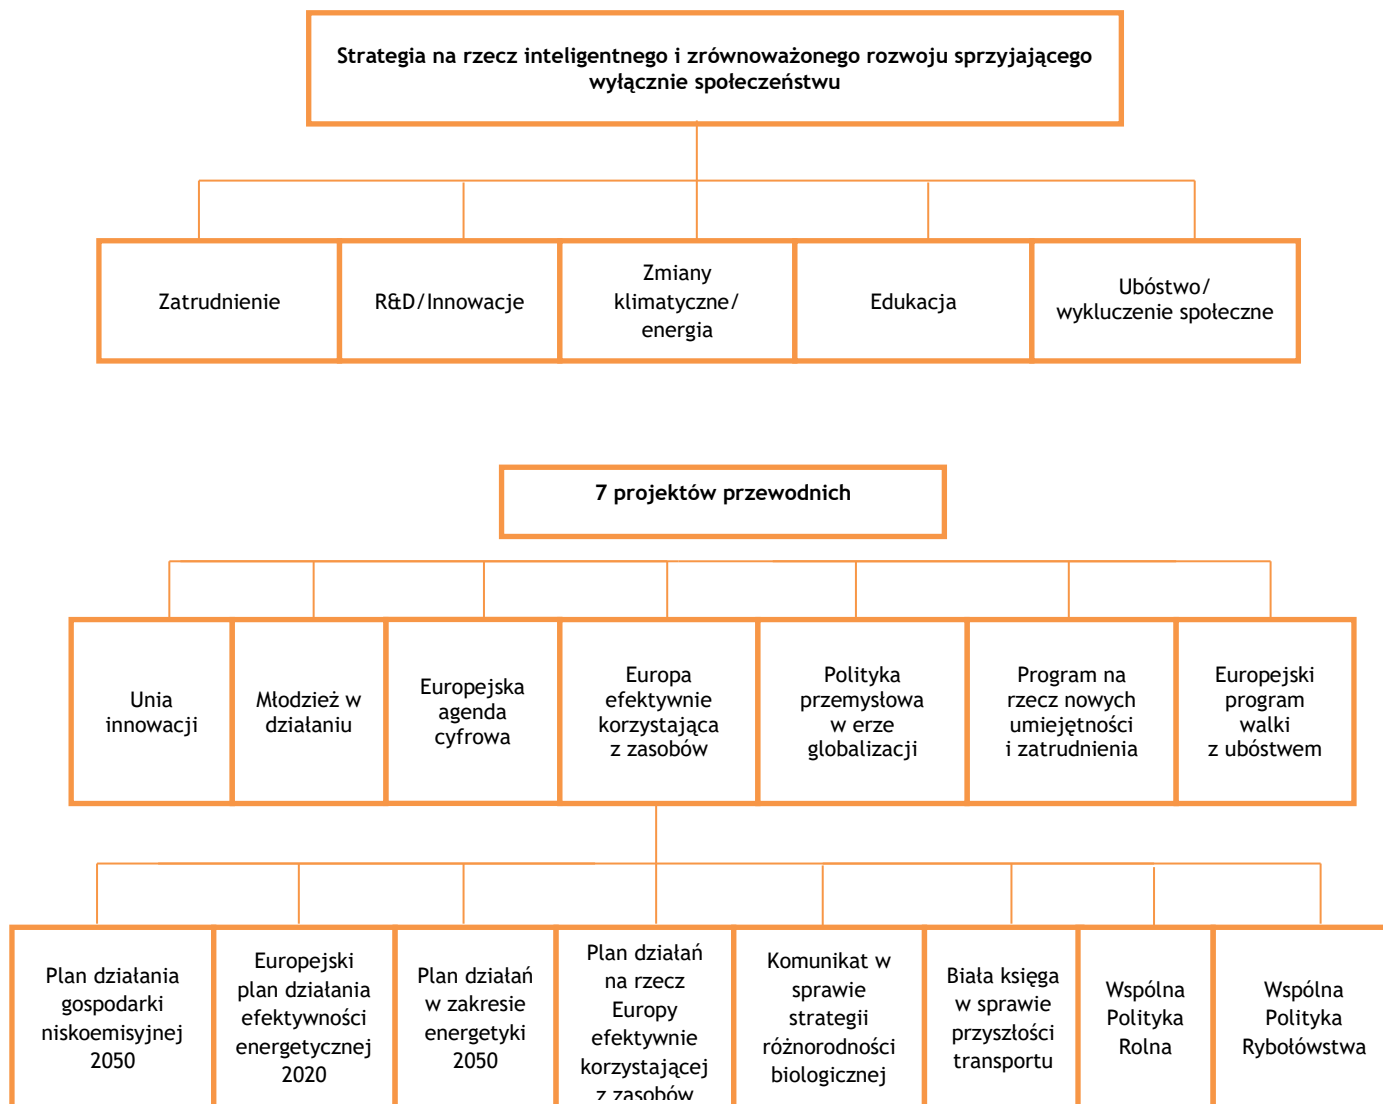 Strategia na rzecz inteligentnego i zrównoważonego rozwoju sprzyjającego
wyłącznie społeczeństwu
Zatrudnienie
R&D/Innowacje
Zmiany
klimatyczne/
energia
Edukacja
Ubóstwo/
wykluczenie społeczne
7 projektów przewodnich
Unia
innowacji
Młodzież w
działaniu
Europejska
agenda
cyfrowa
Europa
efektywnie
korzystająca
z zasobów
Polityka
przemysłowa
w erze
globalizacji
Program na
rzecz nowych
umiejętności
i zatrudnienia
Europejski
program
walki
z ubóstwem
Plan działania
gospodarki
niskoemisyjnej
2050
Europejski
plan działania
efektywności
energetycznej
2020
Plan działań
w zakresie
energetyki
2050
Plan działań
na rzecz
Europy
efektywnie
korzystającej
z zasobów
Komunikat w
sprawie
strategii
różnorodności
biologicznej
Biała księga
w sprawie
przyszłości
transportu
Wspólna
Polityka
Rolna
Wspólna
Polityka
Rybołówstwa